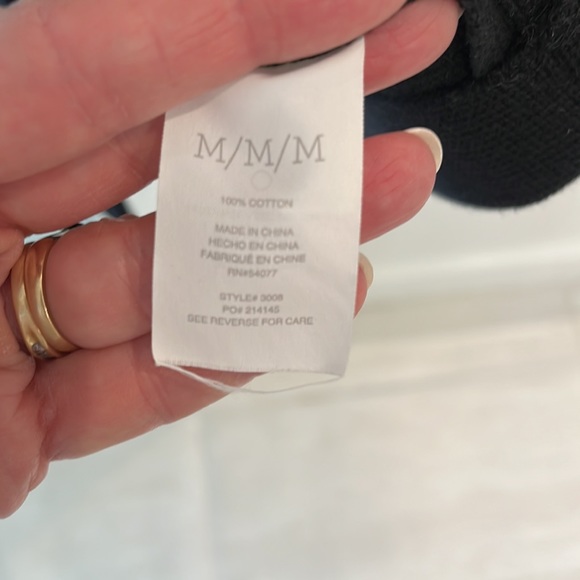 M/M/M
100% COTTON
MADE IN CHINA
HECHO EN CHINA
FABRIQUÉ EN CHINE
RN#54077
STYLE# 3008
PO# 214145
SEE REVERSE FOR CARE